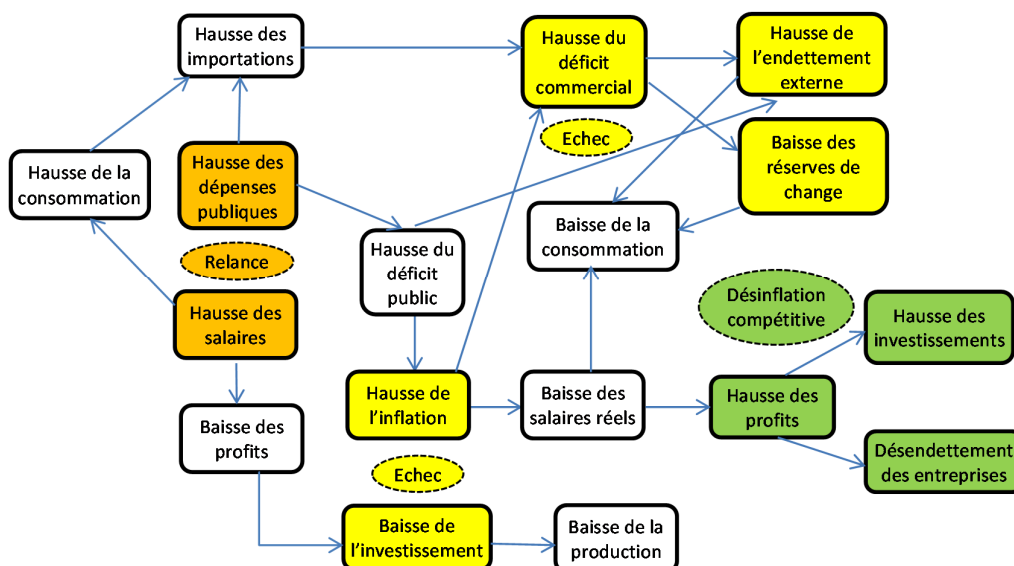 Hausse des
importations
Hausse du
déficit
commercial
Hausse de
l'endettement
externe
Echec
Hausse de la
consommation
Hausse des
dépenses
publiques
Baisse des
réserves de
change
Relance
Hausse du
déficit
public
Baisse de la
consommation
Hausse des
salaires
Désinflation
compétitive
Hausse des
investissements
Baisse des
profits
Hausse de
l'inflation
Baisse des
salaires réels
Hausse des
profits
Echec
Désendettement
des entreprises
Baisse de
l'investissement
Baisse de la
production